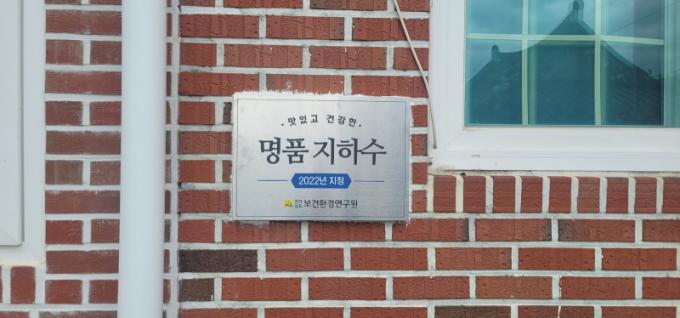 · 맛있고 건강한 ·
명품 지하수
2022년 지정
보건환경연구원